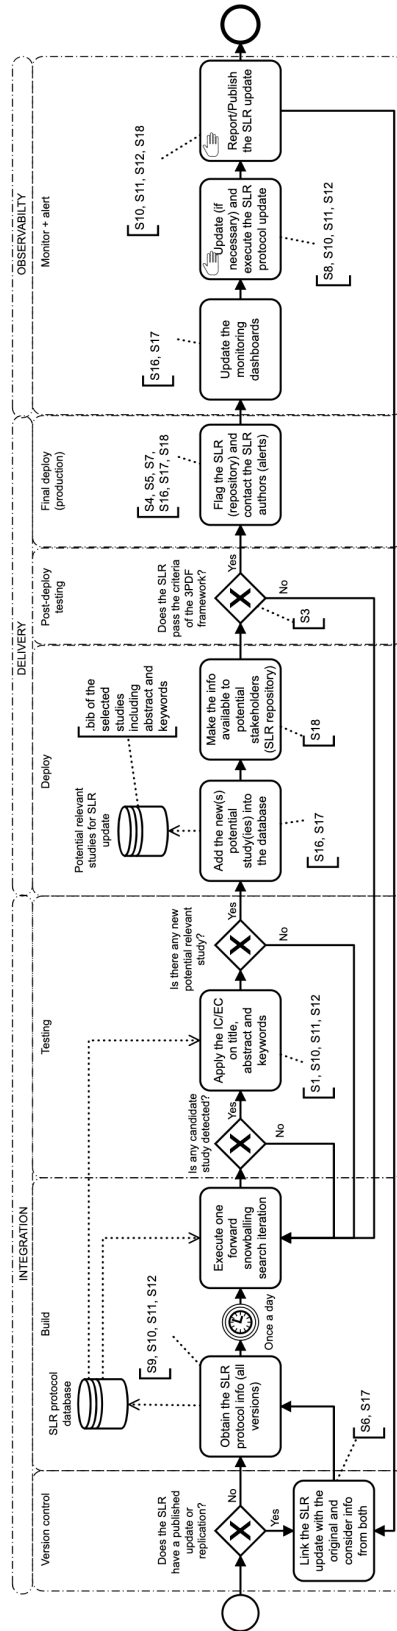 INTEGRATION
DELIVERY
OBSERVABILTY
Version control
Build
Testing
Deploy
Post-deploy
testing
Final deploy
(production)
Monitor + alert
Does the SLR
have a published
update or
replication?
No
Yes
Link the SLR
update with the
original and
consider info
from both
S6, S17
SLR protocol
database
Obtain the SLR
protocol info (all
versions)
S9, S10, S11, S12
Once a day
Execute one
forward
snowballing
search iteration
Is any candidate
study detected?
Yes
No
Apply the IC/EC
on title,
abstract and
keywords
S1, S10, S11, S12
Is there any new
potential relevant
study?
Yes
No
Potential relevant
studies for SLR
update
.bib of the
selected
studies
including
abstract and
keywords
Add the new(s)
potential
study(ies) into
the database
S16, S17
Make the info
available to
potential
stakeholders
(SLR repository)
S18
Does the SLR
pass the criteria
of the 3PDF
framework?
Yes
No
S3
S4, S5, S7,
S16, S17, S18
Flag the SLR
(repository) and
contact the SLR
authors (alerts)
S16, S17
Update the
monitoring
dashboards
Update (if
necessary) and
execute the SLR
protocol update
S8, S10, S11, S12
S10, S11, S12, S18
Report/Publish
the SLR update